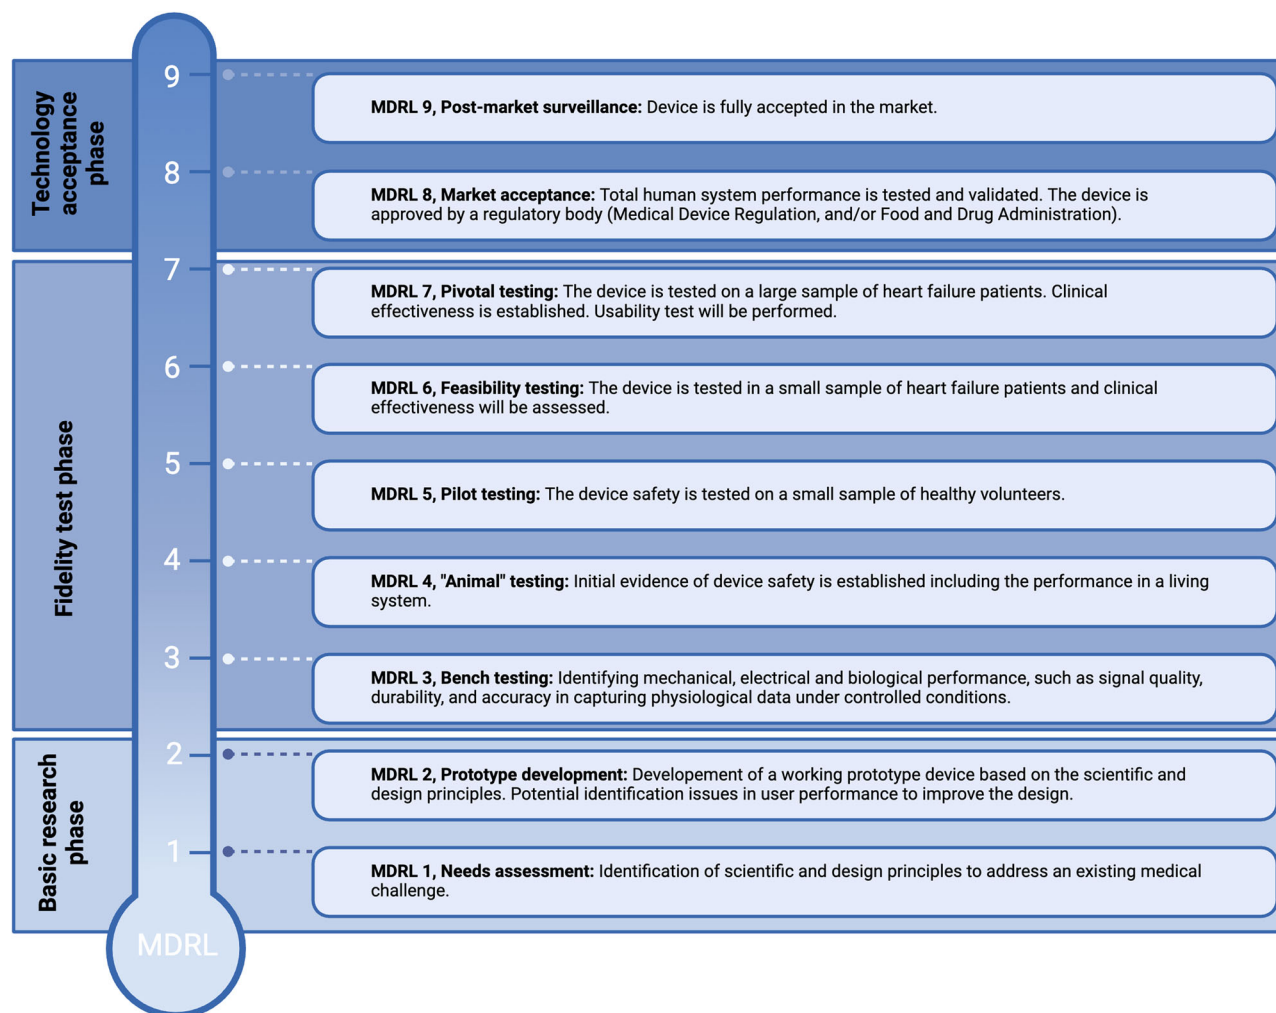 Technology
acceptance
phase
9
MDRL 9, Post-market surveillance: Device is fully accepted in the market.
8
MDRL 8, Market acceptance: Total human system performance is tested and validated. The device is
approved by a regulatory body (Medical Device Regulation, and/or Food and Drug Administration).
Fidelity test phase
7
MDRL 7, Pivotal testing: The device is tested on a large sample of heart failure patients. Clinical
effectiveness is established. Usability test will be performed.
6
MDRL 6, Feasibility testing: The device is tested in a small sample of heart failure patients and clinical
effectiveness will be assessed.
5
MDRL 5, Pilot testing: The device safety is tested on a small sample of healthy volunteers.
4
MDRL 4, "Animal" testing: Initial evidence of device safety is established including the performance in a living
system.
3
MDRL 3, Bench testing: Identifying mechanical, electrical and biological performance, such as signal quality,
durability, and accuracy in capturing physiological data under controlled conditions.
Basic research
phase
2
MDRL 2, Prototype development: Developement of a working prototype device based on the scientific and
design principles. Potential identification issues in user performance to improve the design.
1
MDRL 1, Needs assessment: Identification of scientific and design principles to address an existing medical
challenge.
MDRL